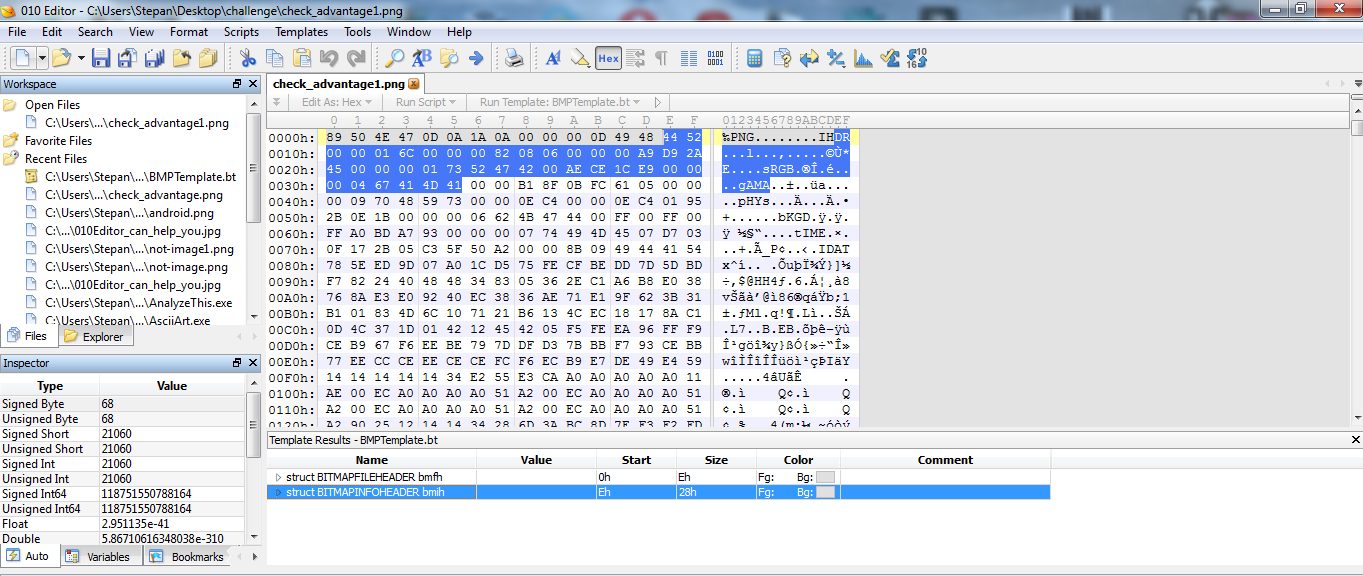 010 Editor - C:\Users\Stepan\Desktop\challenge\check_advantage1.png
File Edit Search View Format Scripts Templates Tools Window Help
Workspace
Open Files
C:\Users\...\check_advantage1.png
Favorite Files
Recent Files
C:\Users\Stepan\...\BMPTemplate.bt
C:\Users\Stepan\...\check_advantage.png
C:\Users\Stepan\...\android.png
C:\...\010Editor_can_help_you.jpg
C:\Users\Stepan\...\not-image1.png
C:\Users\Stepan\...\not-image.png
C:\...\010Editor_can_help_you.jpg
C:\Users\Stepan\...\AnalyzeThis.exe
C:\Users\Stepan\...\AsciiArt.exe
Files Explorer
Inspector
Type Value
Signed Byte 68
Unsigned Byte 68
Signed Short 21060
Unsigned Short 21060
Signed Int 21060
Unsigned Int 21060
Signed Int64 118751550788164
Unsigned Int64 118751550788164
Float 2.951135e-41
Double 5.86710616348038e-310
Auto Variables Bookmarks
check_advantage1.png
Edit As: Hex Run Script Run Template: BMPTemplate.bt
0 1 2 3 4 5 6 7 8 9 A B C D E F 0123456789ABCDEF
0000h: 89 50 4E 47 0D 0A 1A 0A 00 00 00 0D 49 48 44 52 ‰PNG........IHDR
0010h: 00 00 01 6C 00 00 00 82 08 06 00 00 00 A9 D9 2A ...l...‚.....©Ù*
0020h: 45 00 00 00 01 73 52 47 42 00 AE CE 1C E9 00 00 E....sRGB.®Î.é..
0030h: 00 04 67 41 4D 41 00 00 B1 8F 0B FC 61 05 00 00 ..gAMA..±..üa...
0040h: 00 09 70 48 59 73 00 00 0E C4 00 00 0E C4 01 95 ..pHYs...Ä...Ä.•
0050h: 2B 0E 1B 00 00 00 06 62 4B 47 44 00 FF 00 FF 00 +......bKGD.ÿ.ÿ.
0060h: FF A0 BD A7 93 00 00 00 07 74 49 4D 45 07 D7 03 ÿ ½§“....tIME.×.
0070h: 0F 17 2B 05 C3 5F 50 A2 00 00 8B 09 49 44 41 54 ..+.Ã_P¢..‹.IDAT
0080h: 78 5E ED 9D 07 A0 1C D5 75 FE CF BE DD 7D 5D BD x^í.. .ÕuþÏ¾Ý}]½
0090h: F7 82 24 40 48 48 34 83 05 36 2E C1 A6 B8 E0 38 ÷‚$@HH4ƒ.6.Á¦¸à8
00A0h: 76 8A E3 E0 92 40 EC 38 36 AE 71 E1 9F 62 3B 31 vŠãà’@ì86®qáŸb;1
00B0h: B1 01 83 4D 6C 10 71 21 B6 13 4C EC 18 17 8A C1 ±.ƒMl.q!¶.Lì..ŠÁ
00C0h: 0D 4C 37 1D 01 42 12 45 42 05 F5 FE EA 96 FF F9 .L7..B.EB.õþê–ÿù
00D0h: CE B9 67 F6 EE BE 79 7D DF D3 7B BB F7 93 CE BB Î¹göî¾y}ßÓ{»÷“Î»
00E0h: 77 EE CC CE EE CE CE FC F6 EC B9 E7 DE 49 E4 59 wîÌÎîÎÎüöì¹çÞIäY
00F0h: 14 14 14 14 14 34 E2 55 E3 CA A0 A0 A0 A0 A0 11 .....4âUãÊ     .
0100h: AE 00 EC A0 A0 A0 A0 51 A2 00 EC A0 A0 A0 A0 51 ®.ì    Q¢.ì    Q
0110h: A2 00 EC A0 A0 A0 A0 51 A2 00 EC A0 A0 A0 A0 51 ¢.ì    Q¢.ì    Q
Template Results - BMPTemplate.bt
Name Value Start Size Color Comment
struct BITMAPFILEHEADER bmfh 0h Eh Fg: Bg:
struct BITMAPINFOHEADER bmih Eh 28h Fg: Bg: